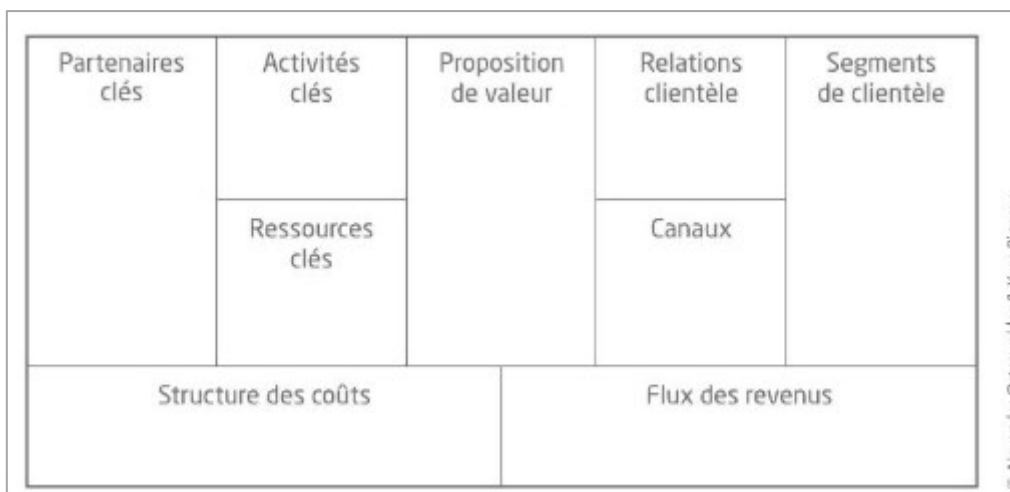 Partenaires
clés
Activités
clés
Proposition
de valeur
Relations
clientèle
Segments
de clientèle
Ressources
clés
Canaux
Structure des coûts
Flux des revenus